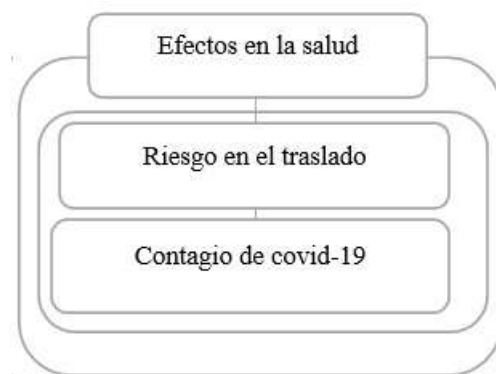 Efectos en la salud
Riesgo en el traslado
Contagio de covid-19